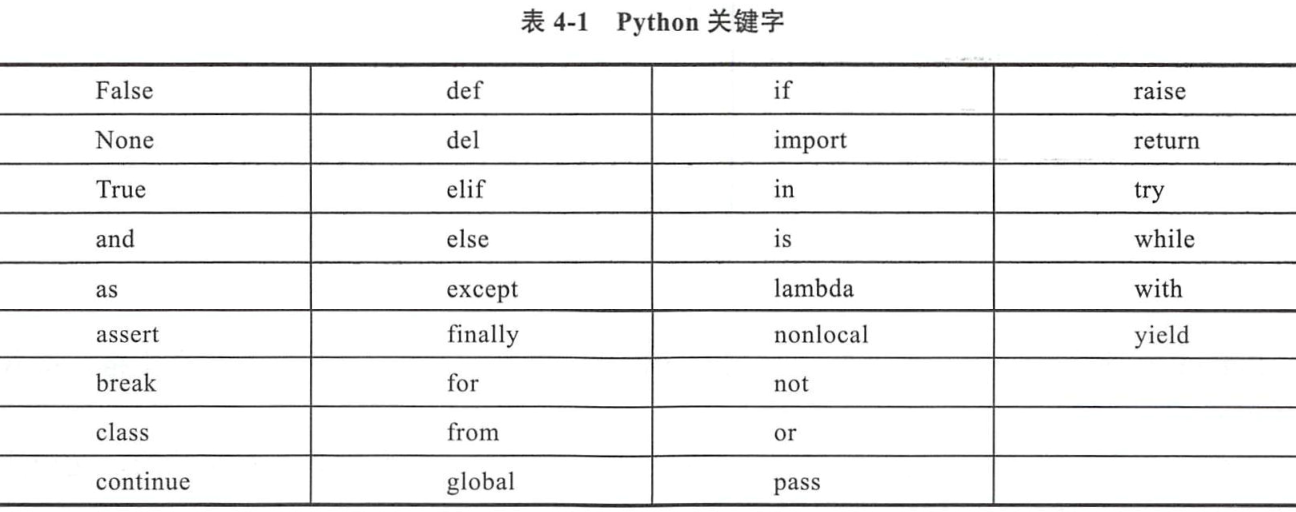 表 4-1 Python 关键字
False def if raise
None del import return
True elif in try
and else is while
as except lambda with
assert finally nonlocal yield
break for not
class from or
continue global pass